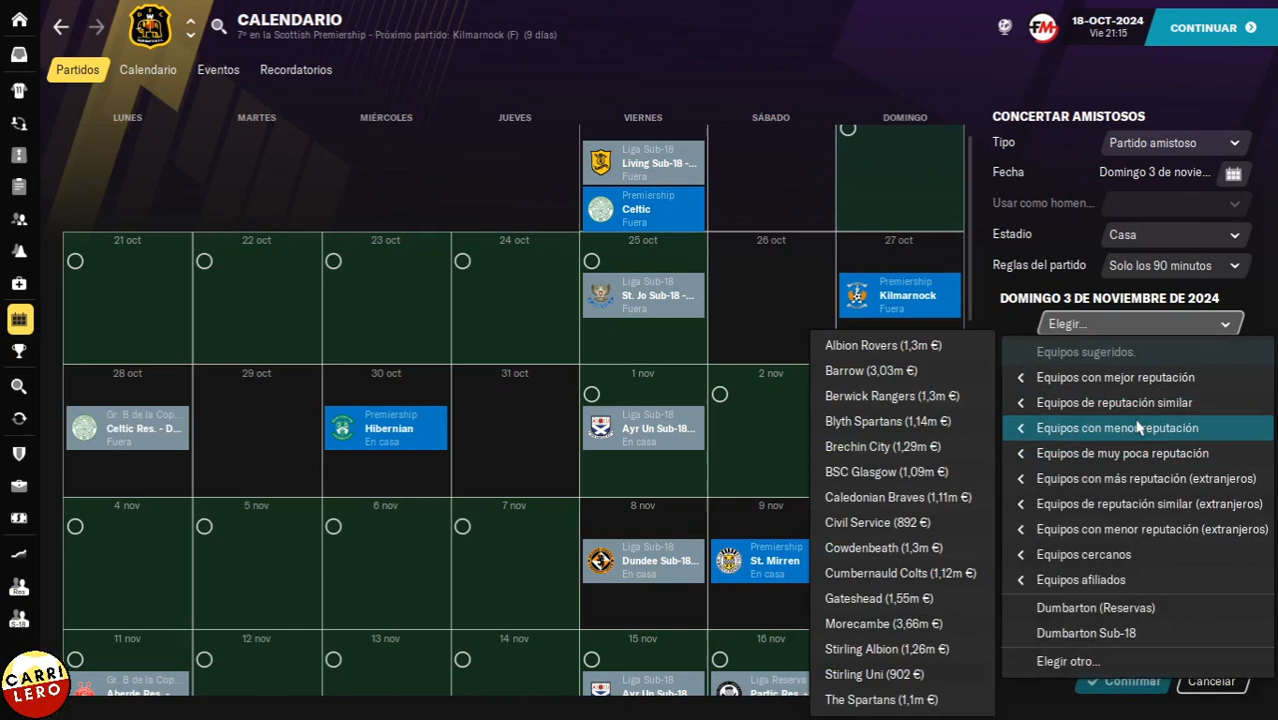 CALENDARIO
7º en la Scottish Premiership - Próximo partido: Kilmarnock (F) (9 días)
18-OCT-2024
Vie 21:15
CONTINUAR
Partidos
Calendario
Eventos
Recordatorios
LUNES
MARTES
MIÉRCOLES
JUEVES
VIERNES
SÁBADO
DOMINGO
Liga Sub-18
Living Sub-18 -...
Fuera
Premiership
Celtic
Fuera
21 oct
22 oct
23 oct
24 oct
25 oct
26 oct
27 oct
Liga Sub-18
St. Jo Sub-18 -...
Fuera
Premiership
Kilmarnock
Fuera
28 oct
29 oct
30 oct
31 oct
1 nov
2 nov
Gr. B de la Cop...
Celtic Res. - D...
Fuera
Premiership
Hibernian
En casa
Liga Sub-18
Ayr Un Sub-18...
En casa
4 nov
5 nov
6 nov
7 nov
8 nov
9 nov
Liga Sub-18
Dundee Sub-18...
En casa
Premiership
St. Mirren
En casa
11 nov
12 nov
13 nov
14 nov
15 nov
16 nov
Gr. B de la Cop...
Aberde Res. -
Liga Sub-18
Ayr Un Sub-18
Liga Reserva
Partic Res. -
CONCERTAR AMISTOSOS
Tipo
Partido amistoso
Fecha
Domingo 3 de novie...
Usar como homen...
Estadio
Casa
Reglas del partido
Solo los 90 minutos
DOMINGO 3 DE NOVIEMBRE DE 2024
Elegir...
Equipos sugeridos.
Equipos con mejor reputación
Equipos de reputación similar
Equipos con menor reputación
Equipos de muy poca reputación
Equipos con más reputación (extranjeros)
Equipos de reputación similar (extranjeros)
Equipos con menor reputación (extranjeros)
Equipos cercanos
Equipos afiliados
Dumbarton (Reservas)
Dumbarton Sub-18
Elegir otro...
Confirmar
Cancelar
Albion Rovers (1,3m €)
Barrow (3,03m €)
Berwick Rangers (1,3m €)
Blyth Spartans (1,14m €)
Brechin City (1,29m €)
BSC Glasgow (1,09m €)
Caledonian Braves (1,11m €)
Civil Service (892 €)
Cowdenbeath (1,3m €)
Cumbernauld Colts (1,12m €)
Gateshead (1,55m €)
Morecambe (3,66m €)
Stirling Albion (1,26m €)
Stirling Uni (902 €)
The Spartans (1,1m €)
FM
Res
S-18
CARRI
LERO